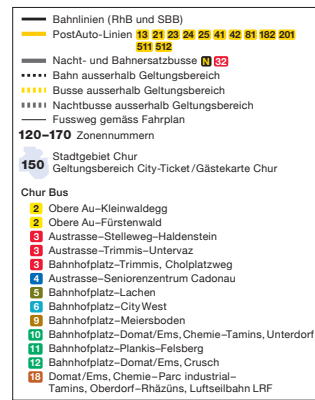 Bahnlinien (RhB und SBB)
PostAuto-Linien 13 21 23 24 25 41 42 81 182 201
511 512
Nacht- und Bahnersatzbusse N 32
Bahn ausserhalb Geltungsbereich
Busse ausserhalb Geltungsbereich
Nachtbusse ausserhalb Geltungsbereich
Fussweg gemäss Fahrplan
120–170 Zonennummern
150 Stadtgebiet Chur
Geltungsbereich City-Ticket/Gästekarte Chur
Chur Bus
2 Obere Au–Kleinwaldegg
2 Obere Au–Fürstenwald
3 Austrasse–Stelleweg–Haldenstein
3 Austrasse–Trimmis–Untervaz
3 Bahnhofplatz–Trimmis, Cholplatzweg
4 Austrasse–Seniorenzentrum Cadonau
5 Bahnhofplatz–Lachen
6 Bahnhofplatz–CityWest
9 Bahnhofplatz–Meiersboden
10 Bahnhofplatz–Domat/Ems, Chemie–Tamins, Unterdorf
11 Bahnhofplatz–Plankis–Felsberg
12 Bahnhofplatz–Domat/Ems, Crusch
18 Domat/Ems, Chemie–Parc industrial–
Tamins, Oberdorf–Rhäzüns, Luftseilbahn LRF